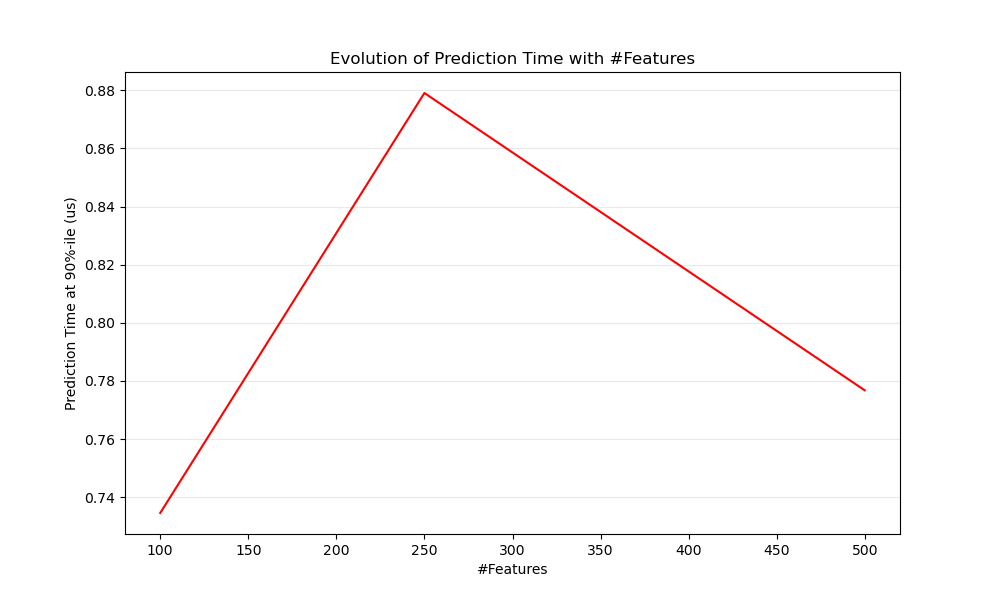 Evolution of Prediction Time with #Features
Prediction Time at 90%-ile (us)
0.88
0.86
0.84
0.82
0.80
0.78
0.76
0.74
100 150 200 250 300 350 400 450 500
#Features